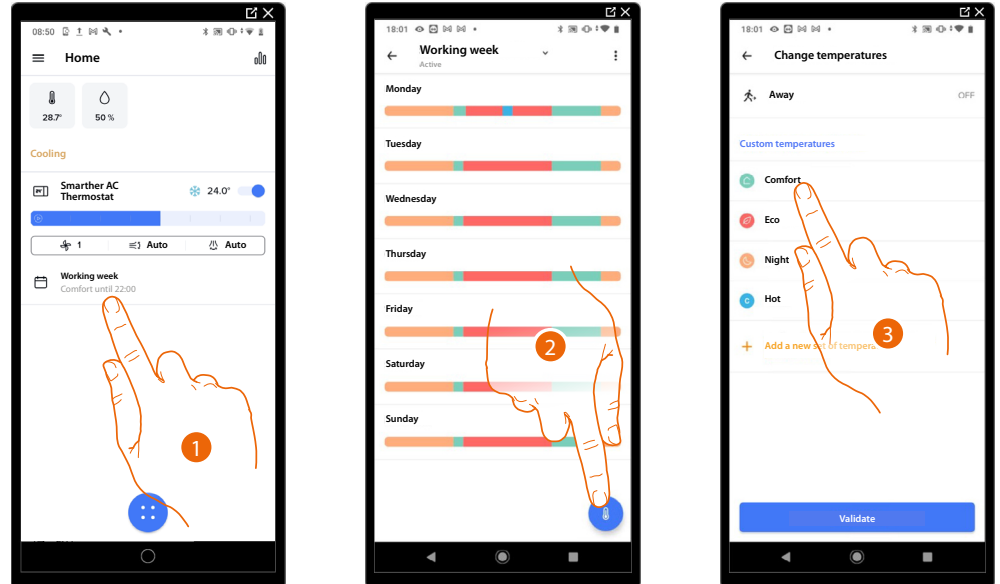 08:50
Home
28.7°
50 %
Cooling
Smarther AC
Thermostat
24.0°
1
Auto
Auto
Working week
Comfort until 22:00
1
18:01
Working week
Active
Monday
Tuesday
Wednesday
Thursday
Friday
Saturday
Sunday
2
18:01
Change temperatures
Away
OFF
Custom temperatures
Comfort
Eco
Night
C
Hot
Add a new set of tempera
3
Validate